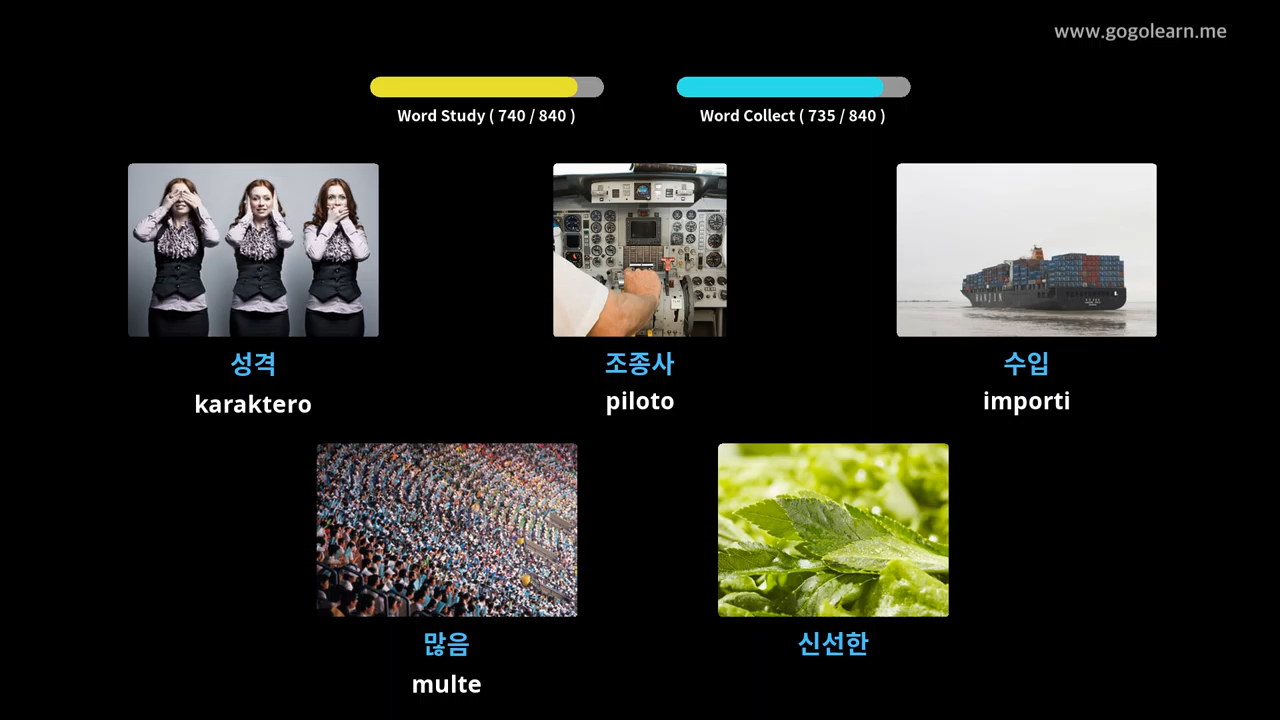 www.gogolearn.me
Word Study ( 740 / 840 )
Word Collect ( 735 / 840 )
성격
karaktero
조종사
piloto
수입
importi
많음
multe
신선한